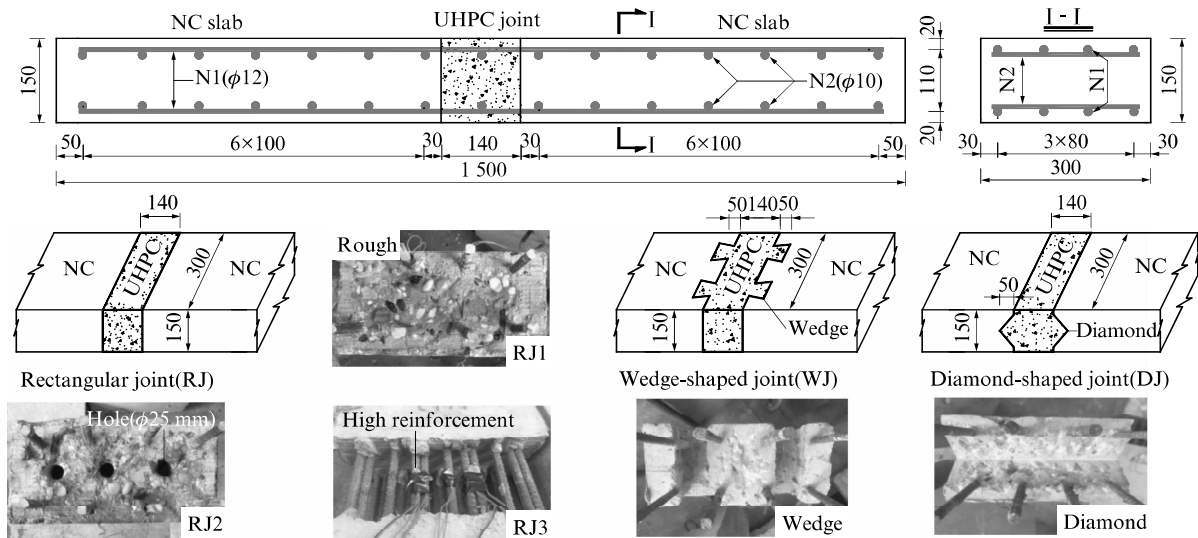 NC slab
UHPC joint
I
NC slab
I - I
150
N1(ϕ12)
N2(ϕ10)
I
20
110
20
N2
N1
150
50
6×100
30
140
30
6×100
50
1 500
30
3×80
30
300
140
NC
UHPC
300
NC
150
Rectangular joint(RJ)
Rough
RJ1
5014050
NC
UHPC
300
NC
150
Wedge
Wedge-shaped joint(WJ)
140
NC
UHPC
300
NC
50
150
Diamond
Diamond-shaped joint(DJ)
Hole(ϕ25 mm)
RJ2
High reinforcement
RJ3
Wedge
Diamond